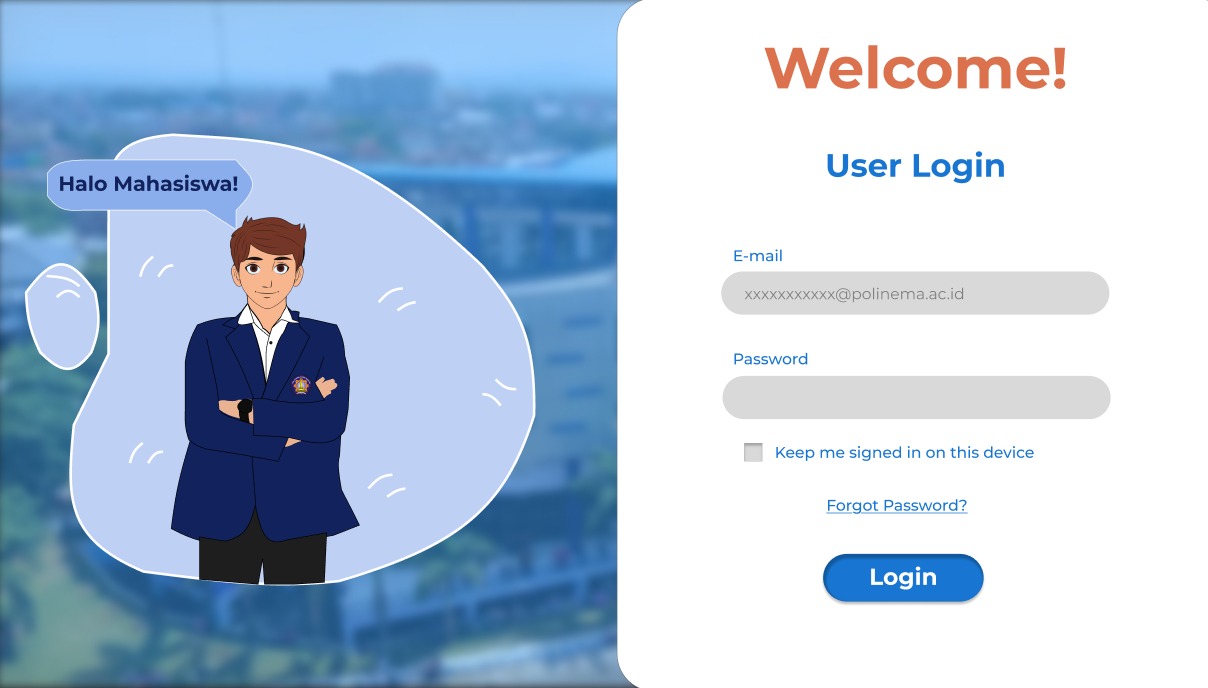 Halo Mahasiswa!
Welcome!
User Login
E-mail
xxxxxxxxxxx@polinema.ac.id
Password
Keep me signed in on this device
Forgot Password?
Login